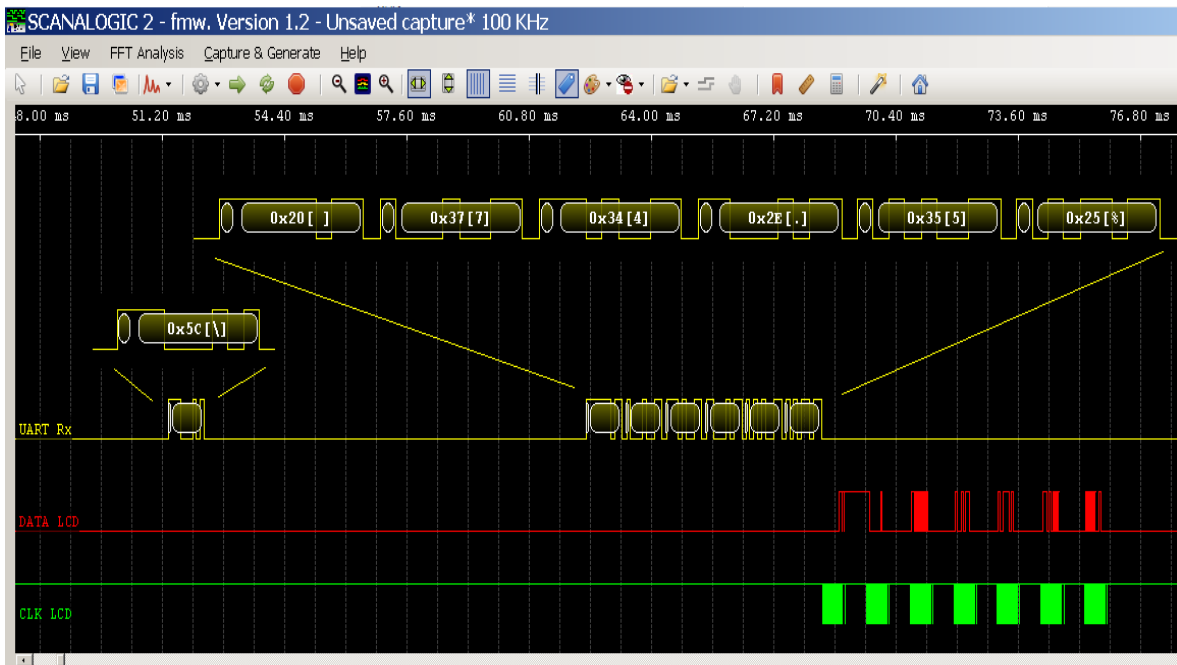 SCANALOGIC 2 - fmw. Version 1.2 - Unsaved capture* 100 KHz
File View FFT Analysis Capture & Generate Help
8.00 ms 51.20 ms 54.40 ms 57.60 ms 60.80 ms 64.00 ms 67.20 ms 70.40 ms 73.60 ms 76.80 ms
0x20[ ] 0x37[7] 0x34[4] 0x2E[.] 0x35[5] 0x25[%]
0x5C[\]
UART Rx
DATA LCD
CLK LCD